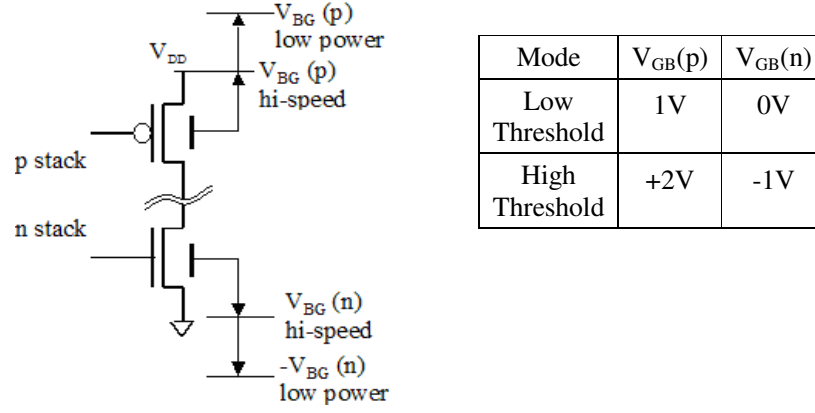 V_BG (p)
low power
V_DD
V_BG (p)
hi-speed
p stack
n stack
V_BG (n)
hi-speed
-V_BG (n)
low power
Mode V_GB(p) V_GB(n)
Low
Threshold 1V 0V
High
Threshold +2V -1V